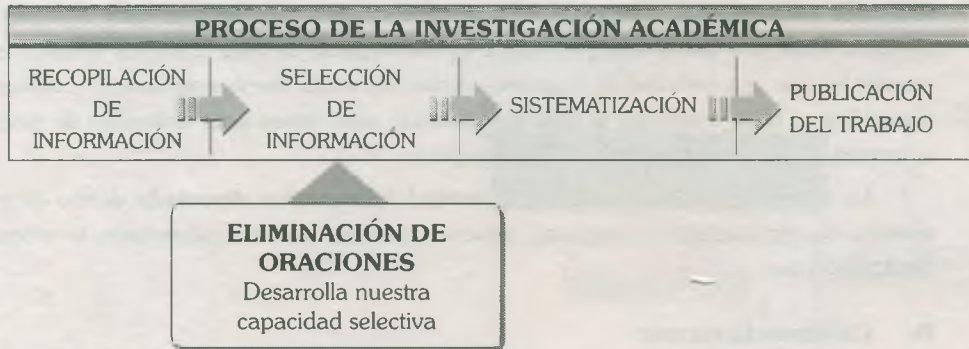 PROCESO DE LA INVESTIGACIÓN ACADÉMICA
RECOPILACIÓN
DE
INFORMACIÓN
SELECCIÓN
DE
INFORMACIÓN
SISTEMATIZACIÓN
PUBLICACIÓN
DEL TRABAJO
ELIMINACIÓN DE
ORACIONES
Desarrolla nuestra
capacidad selectiva